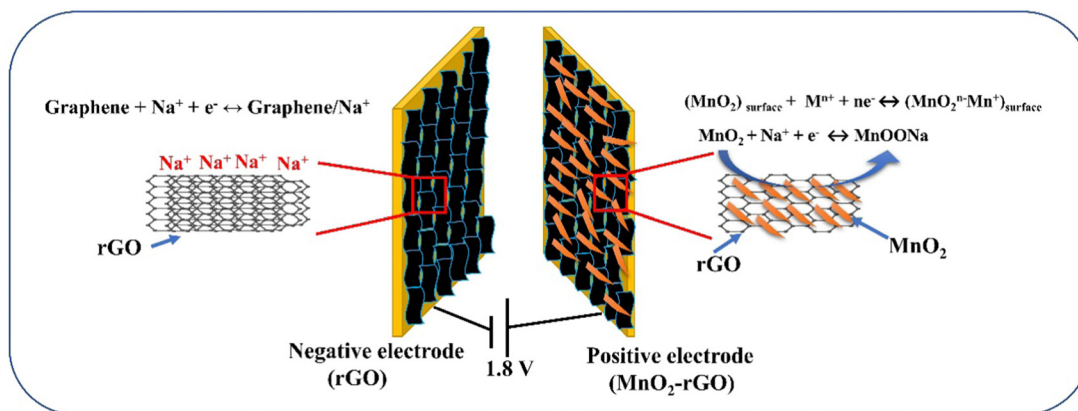 Graphene + Na⁺ + e⁻ ↔ Graphene/Na⁺
Na⁺ Na⁺ Na⁺ Na⁺
rGO
Negative electrode
(rGO)
1.8 V
Positive electrode
(MnO₂-rGO)
(MnO₂) surface + Mⁿ⁺ + ne⁻ ↔ (MnO₂ⁿ⁻Mn⁺)surface
MnO₂ + Na⁺ + e⁻ ↔ MnOONa
rGO
MnO₂